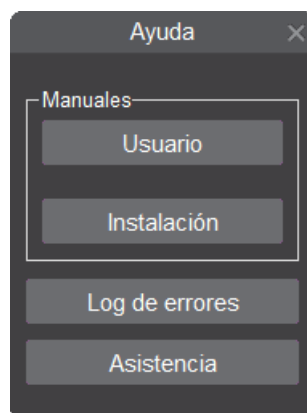 Ayuda
Manuales
Usuario
Instalación
Log de errores
Asistencia